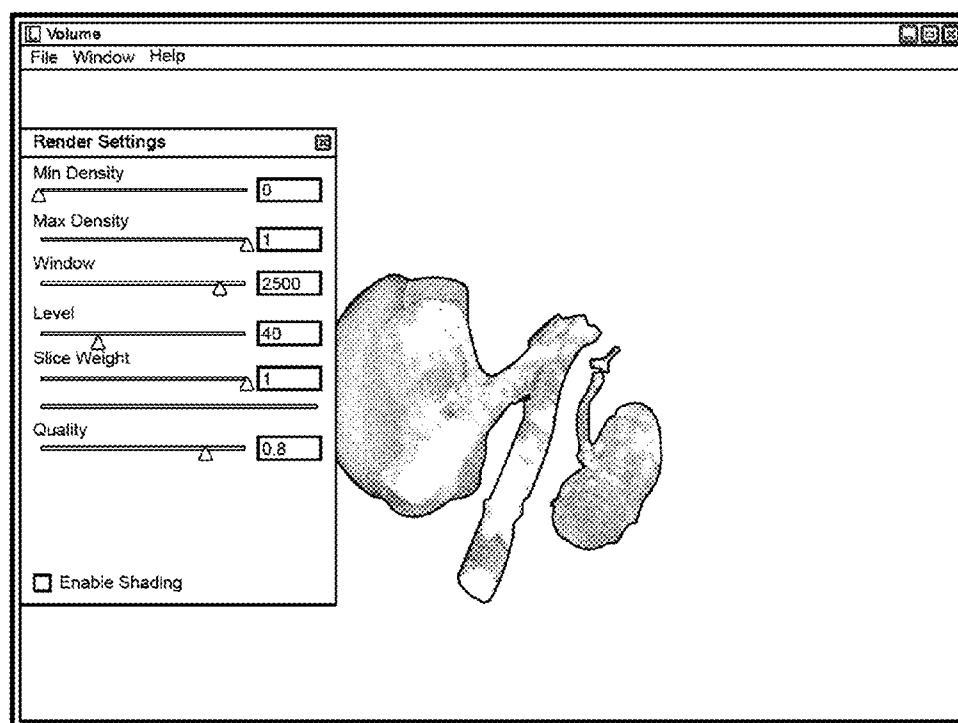 Volume
File Window Help
Render Settings
Min Density
0
Max Density
1
Window
2500
Level
40
Slice Weight
1
Quality
0.8
Enable Shading